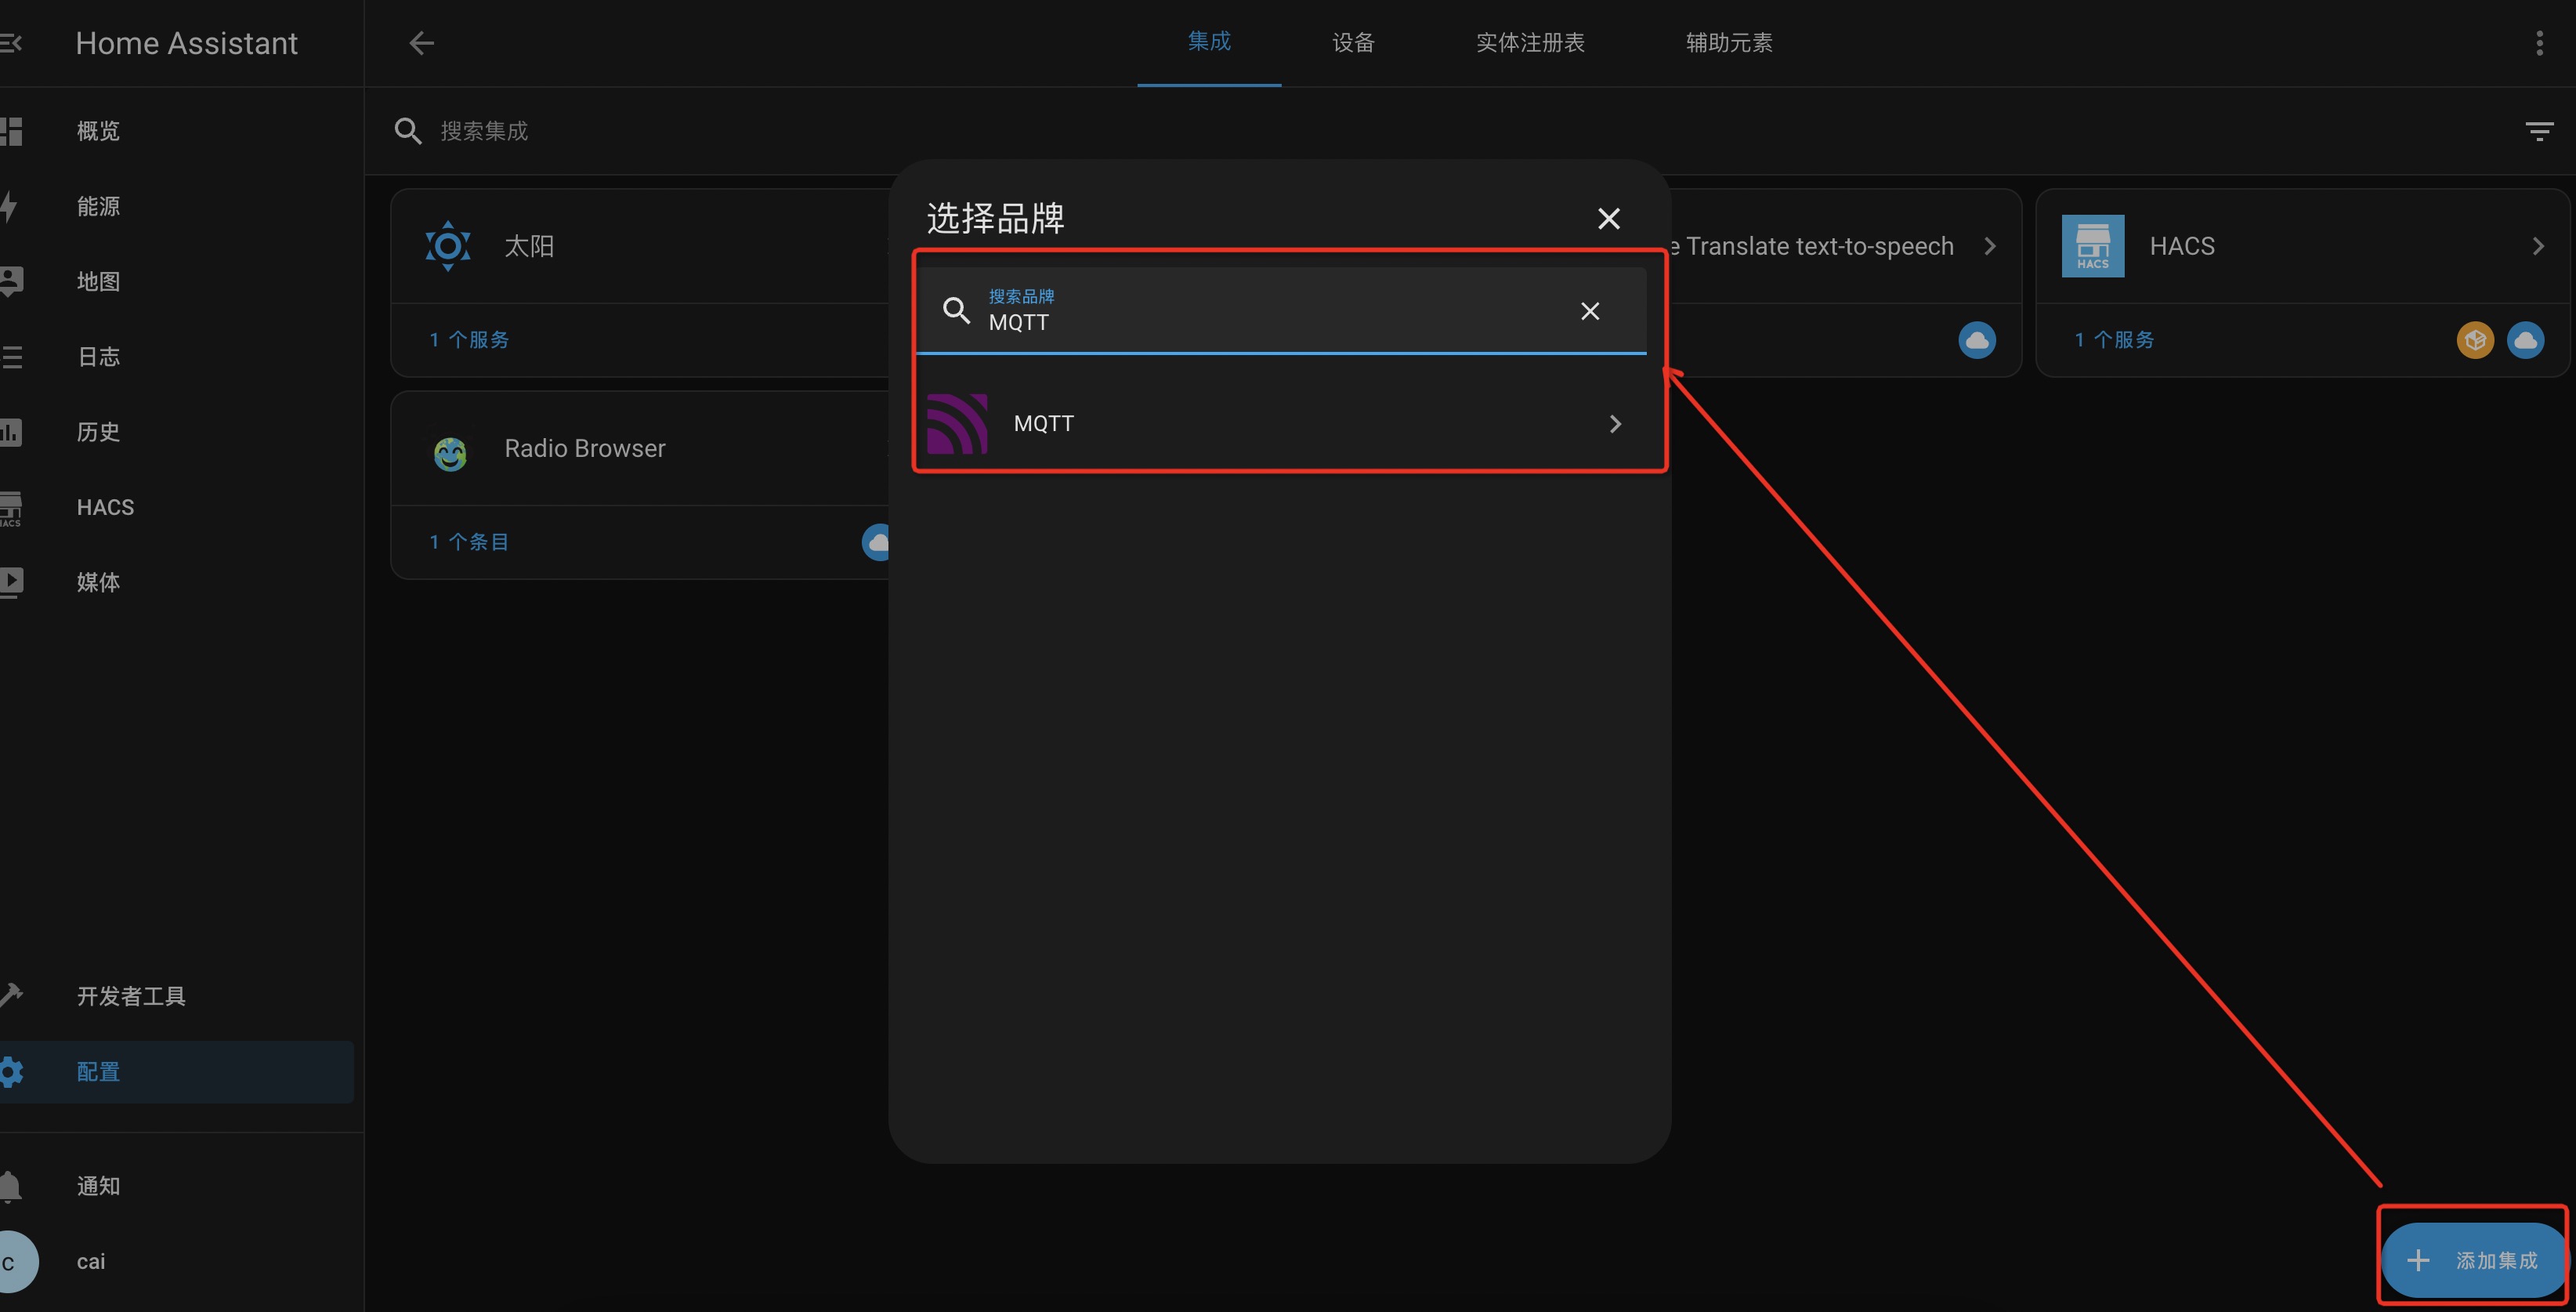 Home Assistant
集成
设备
实体注册表
辅助元素
概览
搜索集成
能源
地图
日志
历史
HACS
媒体
开发者工具
配置
通知
C
cai
太阳
1 个服务
Radio Browser
1 个条目
选择品牌
搜索品牌
MQTT
MQTT
e Translate text-to-speech
HACS
HACS
1 个服务
添加集成